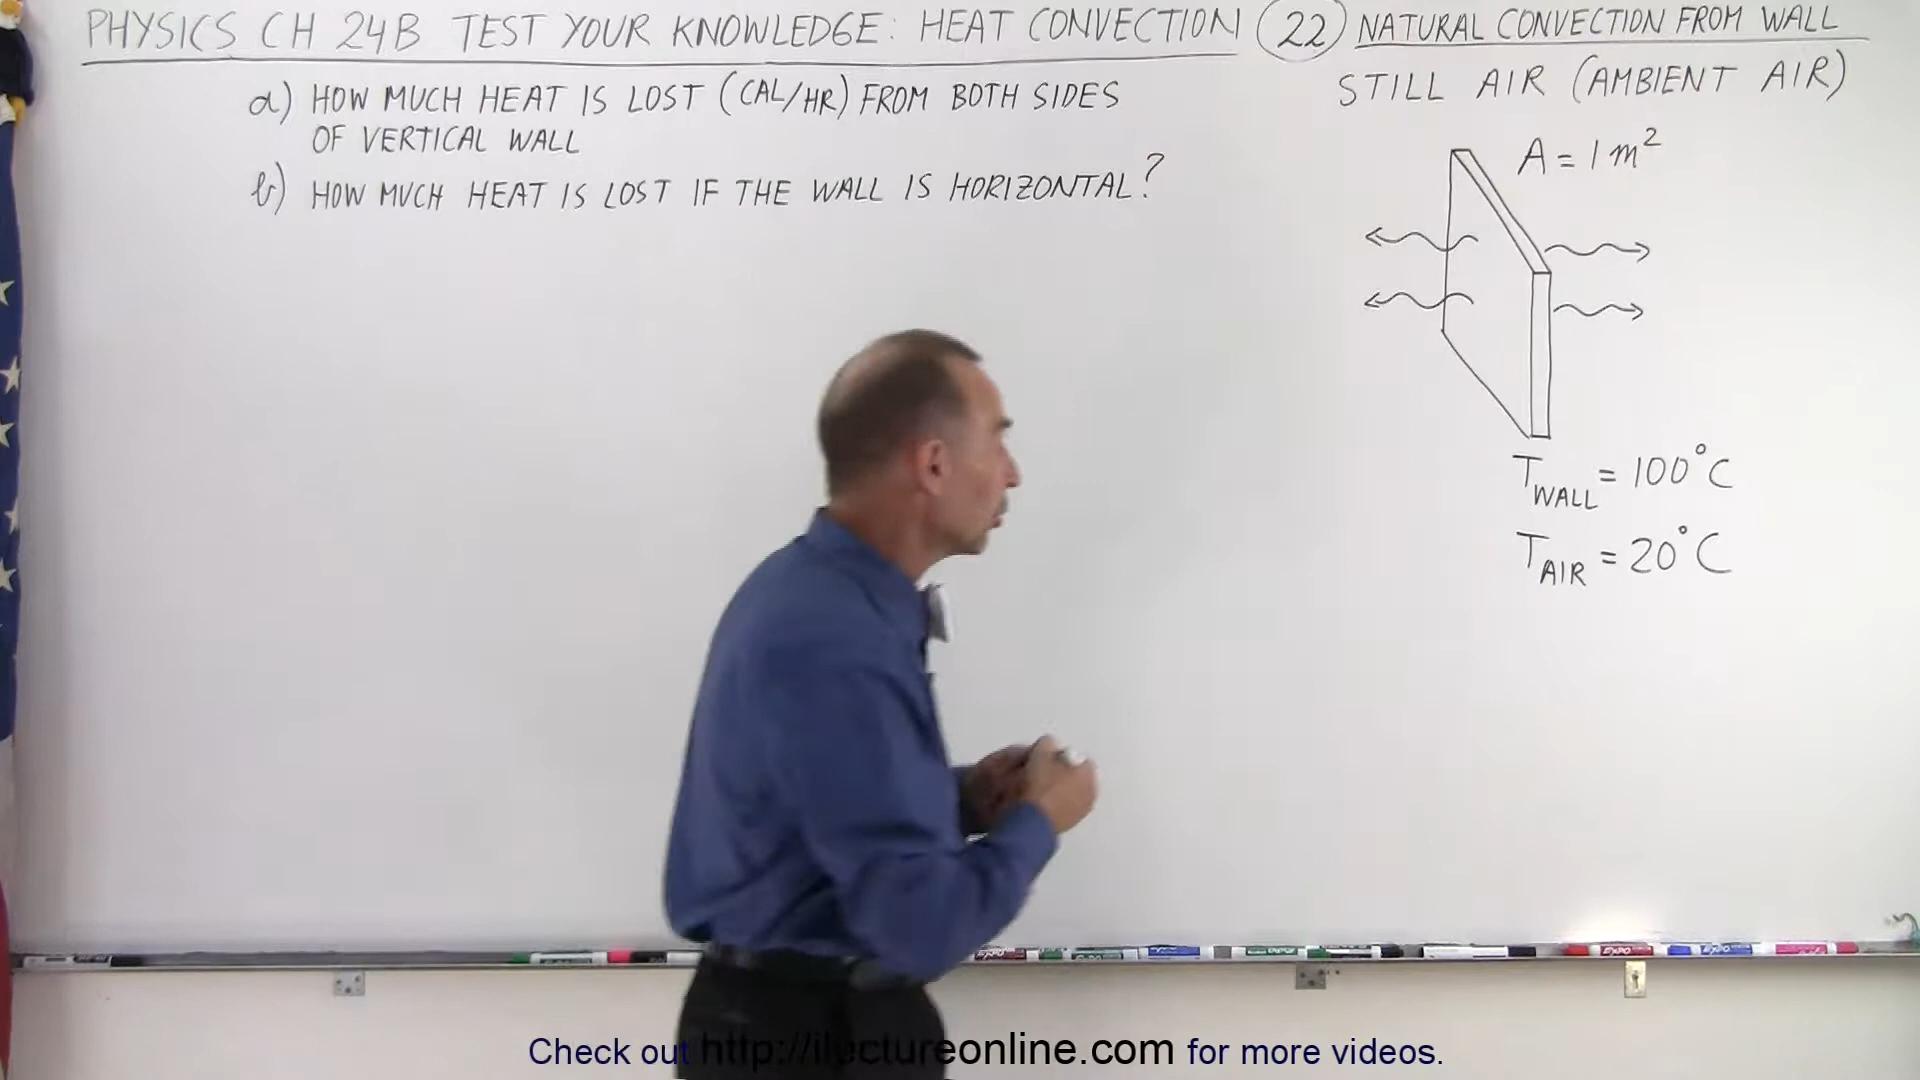 PHYSICS CH 24B TEST YOUR KNOWLEDGE: HEAT CONVECTION 22 NATURAL CONVECTION FROM WALL
a) HOW MUCH HEAT IS LOST (CAL/HR) FROM BOTH SIDES
OF VERTICAL WALL
b) HOW MUCH HEAT IS LOST IF THE WALL IS HORIZONTAL?
STILL AIR (AMBIENT AIR)
A = 1 m²
T WALL = 100°C
T AIR = 20°C
Check out http://ilectureonline.com for more videos.